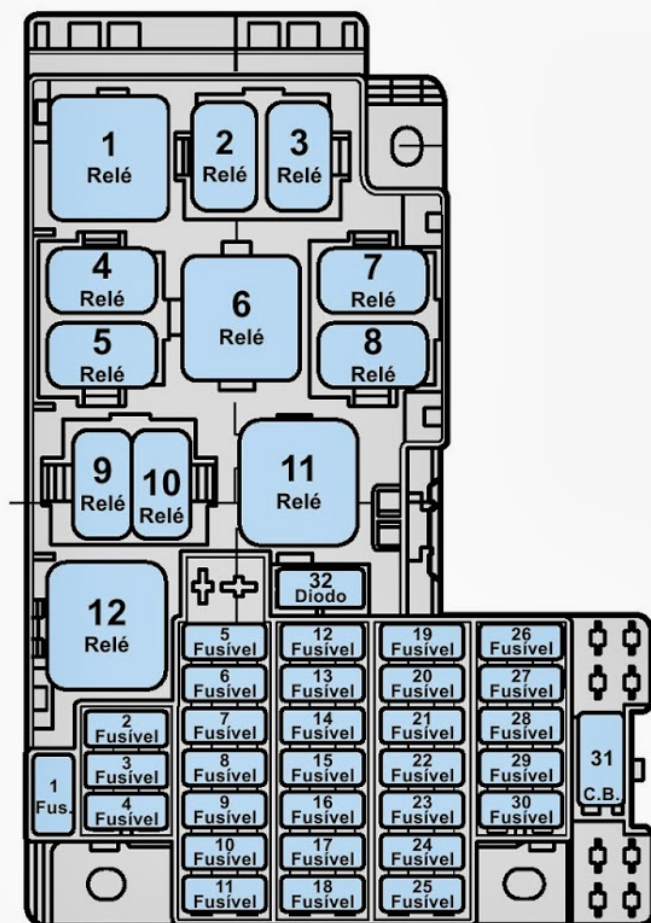 1
Relé
2
Relé
3
Relé
4
Relé
5
Relé
6
Relé
7
Relé
8
Relé
9
Relé
10
Relé
11
Relé
12
Relé
32
Diodo
1
Fus.
2
Fusível
3
Fusível
4
Fusível
5
Fusível
6
Fusível
7
Fusível
8
Fusível
9
Fusível
10
Fusível
11
Fusível
12
Fusível
13
Fusível
14
Fusível
15
Fusível
16
Fusível
17
Fusível
18
Fusível
19
Fusível
20
Fusível
21
Fusível
22
Fusível
23
Fusível
24
Fusível
25
Fusível
26
Fusível
27
Fusível
28
Fusível
29
Fusível
30
Fusível
31
C.B.